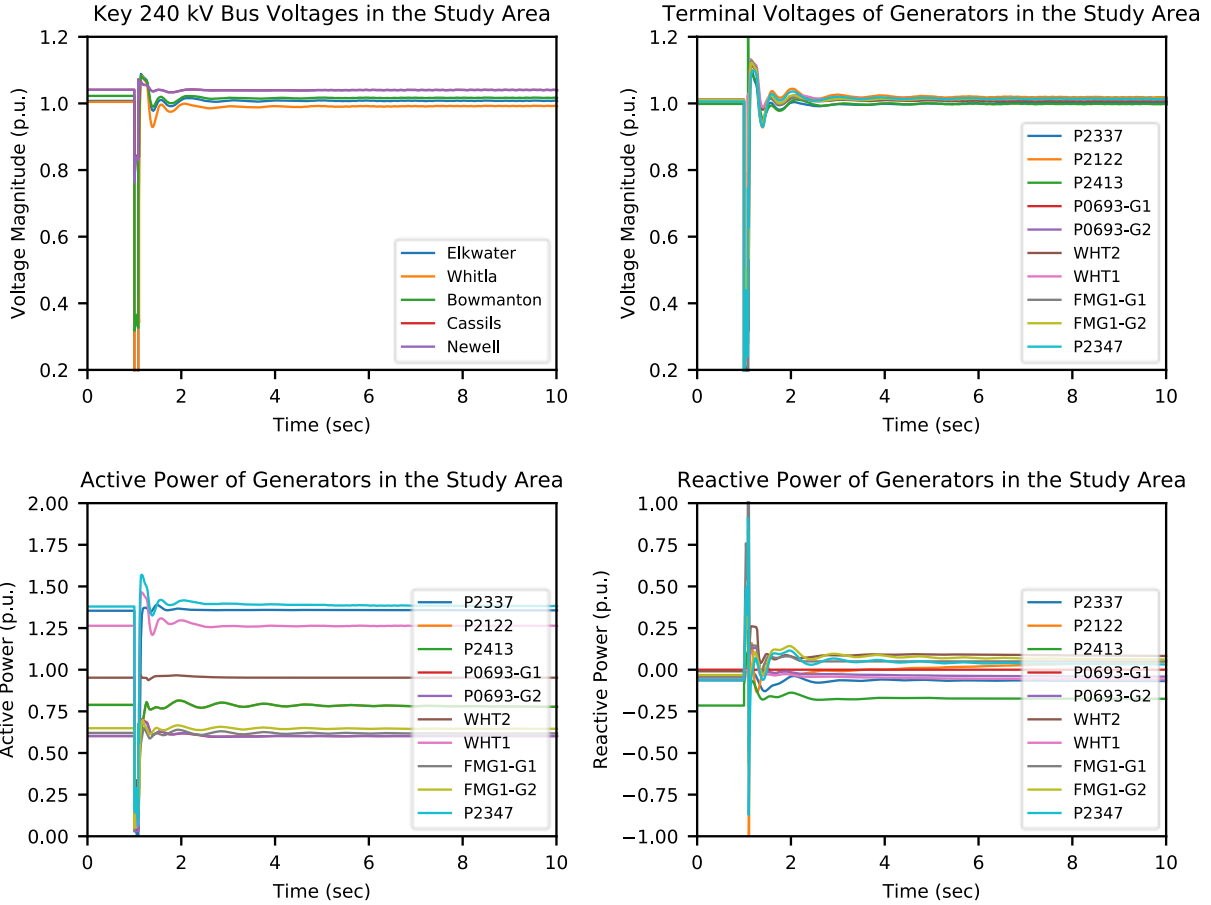 Key 240 kV Bus Voltages in the Study Area
Voltage Magnitude (p.u.)
1.2
1.0
0.8
0.6
0.4
0.2
Elkwater
Whitla
Bowmanton
Cassils
Newell
0 2 4 6 8 10
Time (sec)
Terminal Voltages of Generators in the Study Area
Voltage Magnitude (p.u.)
1.2
1.0
0.8
0.6
0.4
0.2
P2337
P2122
P2413
P0693-G1
P0693-G2
WHT2
WHT1
FMG1-G1
FMG1-G2
P2347
0 2 4 6 8 10
Time (sec)
Active Power of Generators in the Study Area
Active Power (p.u.)
2.00
1.75
1.50
1.25
1.00
0.75
0.50
0.25
0.00
P2337
P2122
P2413
P0693-G1
P0693-G2
WHT2
WHT1
FMG1-G1
FMG1-G2
P2347
0 2 4 6 8 10
Time (sec)
Reactive Power of Generators in the Study Area
Reactive Power (p.u.)
1.00
0.75
0.50
0.25
0.00
−0.25
−0.50
−0.75
−1.00
P2337
P2122
P2413
P0693-G1
P0693-G2
WHT2
WHT1
FMG1-G1
FMG1-G2
P2347
0 2 4 6 8 10
Time (sec)